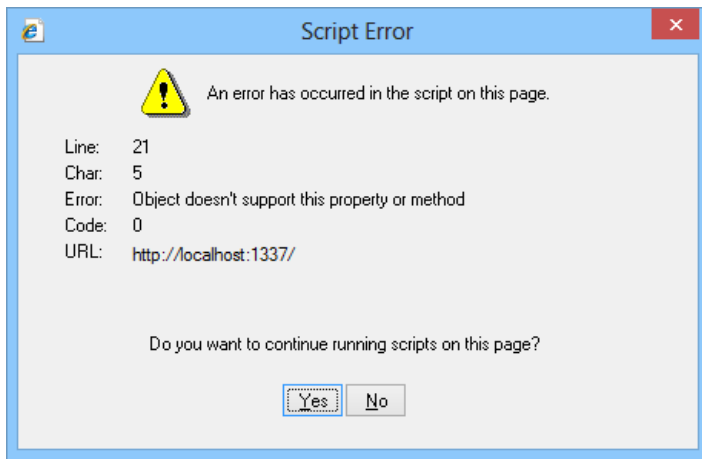 Script Error
An error has occurred in the script on this page.
Line: 21
Char: 5
Error: Object doesn't support this property or method
Code: 0
URL: http://localhost:1337/
Do you want to continue running scripts on this page?
Yes No